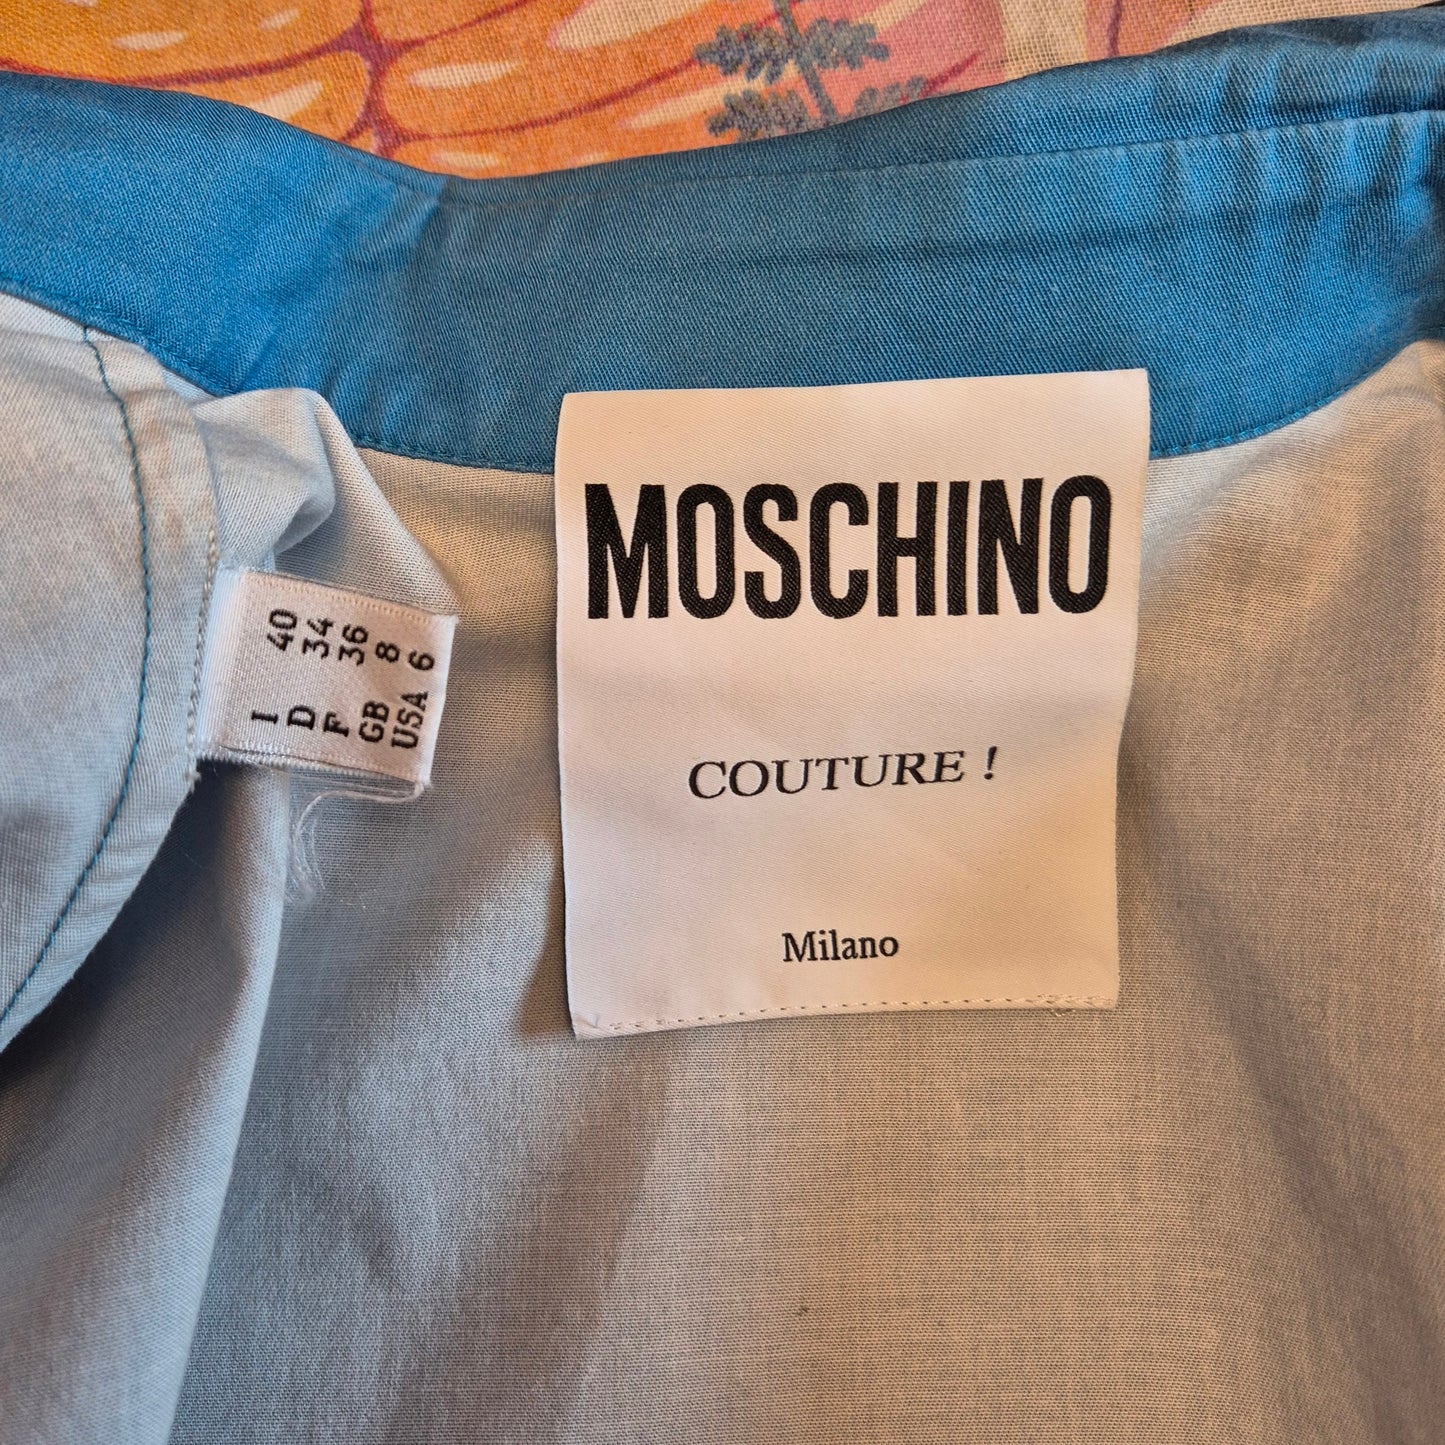 MOSCHINO
COUTURE !
Milano
I 40
D 34
F 36
GB 8
USA 6